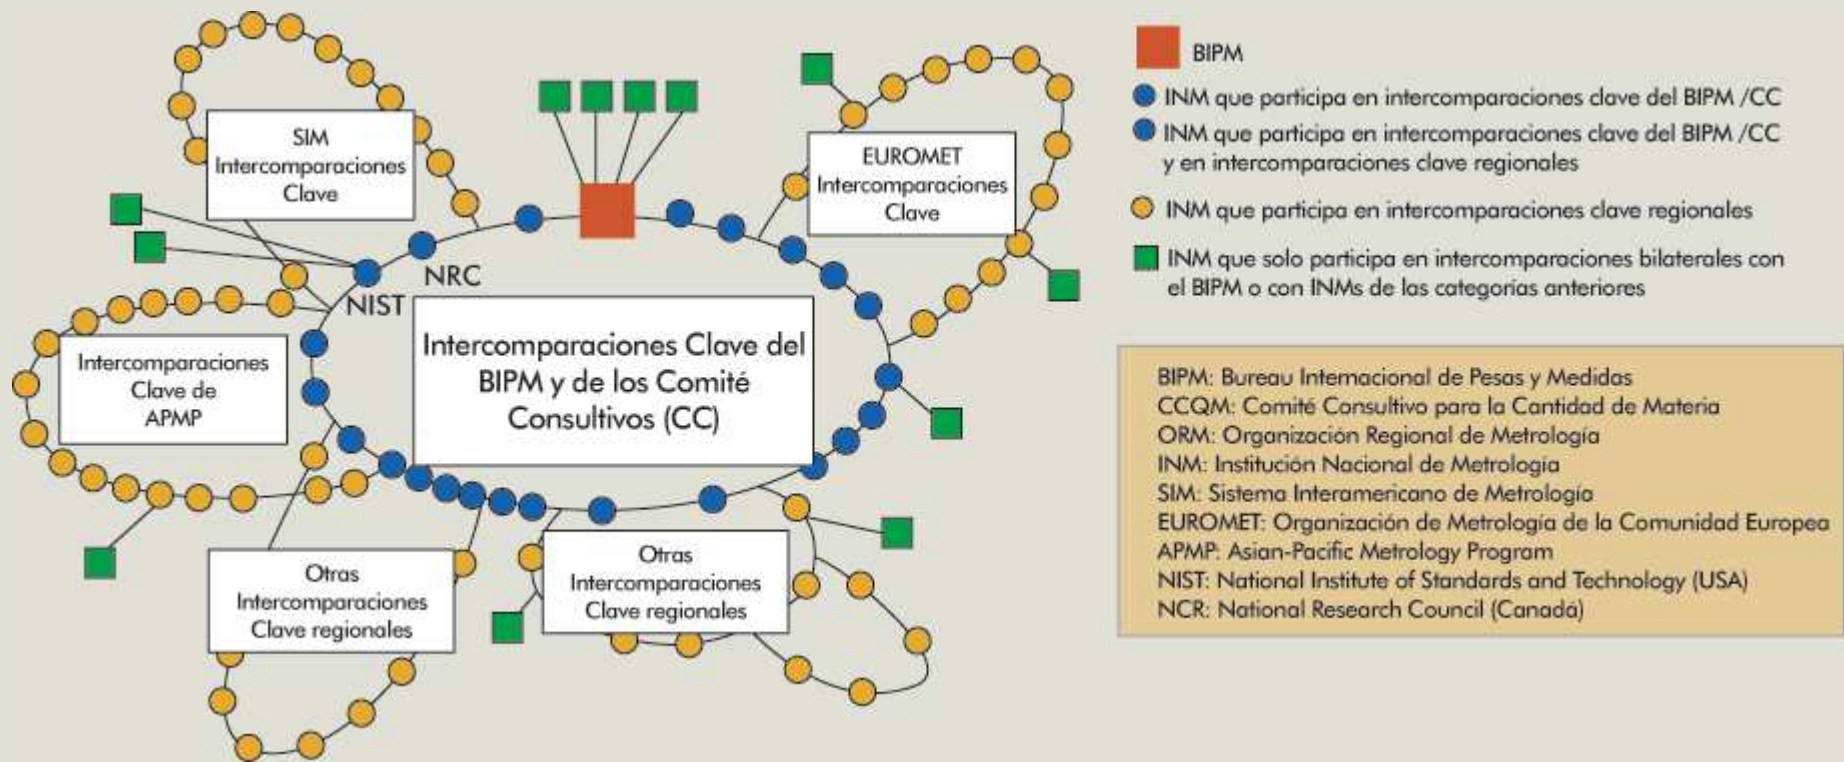 SIM
Intercomparaciones
Clave
EUROMET
Intercomparaciones
Clave
NRC
NIST
Intercomparaciones Clave del
BIPM y de los Comité
Consultivos (CC)
Intercomparaciones
Clave de
APMP
Otras
Intercomparaciones
Clave regionales
Otras
Intercomparaciones
Clave regionales
BIPM
INM que participa en intercomparaciones clave del BIPM /CC
INM que participa en intercomparaciones clave del BIPM /CC
y en intercomparaciones clave regionales
INM que participa en intercomparaciones clave regionales
INM que solo participa en intercomparaciones bilaterales con
el BIPM o con INMs de las categorías anteriores
BIPM: Bureau Internacional de Pesas y Medidas
CCQM: Comité Consultivo para la Cantidad de Materia
ORM: Organización Regional de Metrología
INM: Institución Nacional de Metrología
SIM: Sistema Interamericano de Metrología
EUROMET: Organización de Metrología de la Comunidad Europea
APMP: Asian-Pacific Metrology Program
NIST: National Institute of Standards and Technology (USA)
NCR: National Research Council (Canadá)